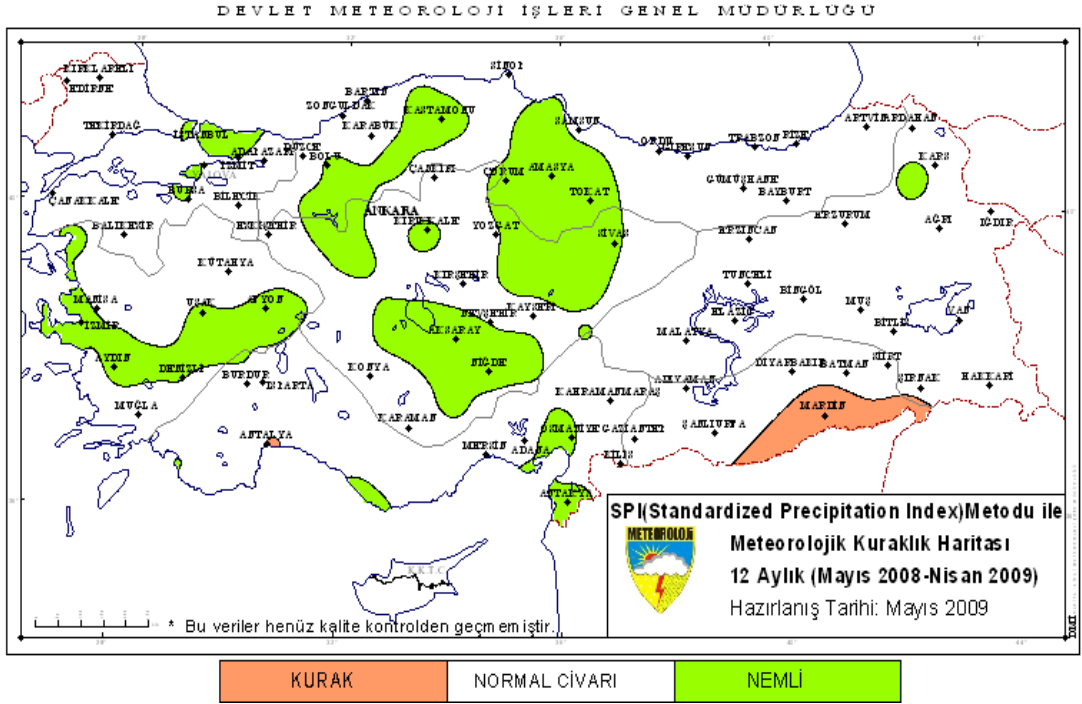 DEVLET METEOROLOJİ İŞLERİ GENEL MÜDÜRLÜĞÜ
SİNOP
KIRKLARELİ
EDİRNE
BARTIN
ZONGULDAK
KASTAMONU
TEKİRDAĞ
İSTANBUL
KARABÜK
SAMSUN
ARTVİN
ARDAHAN
ORDU
GİRESUN
TRABZON
RİZE
ADAPAZARI
DÜZCE
BOLU
İZMİT
YALOVA
ÇANKIRI
ÇORUM
AMASYA
KARS
ÇANAKKALE
BURSA
BİLECİK
TOKAT
GÜMÜŞHANE
BAYBURT
ANKARA
KIRIKKALE
YOZGAT
SİVAS
ERZURUM
ERZİNCAN
AĞRI
IĞDIR
BALIKESİR
ESKİŞEHİR
KÜTAHYA
KIRŞEHİR
TUNCELİ
BİNGÖL
MUŞ
MANİSA
UŞAK
AFYON
NEVŞEHİR
KAYSERİ
ELAZIĞ
BİTLİS
VAN
İZMİR
AKSARAY
MALATYA
AYDIN
DENİZLİ
BURDUR
ISPARTA
KONYA
NİĞDE
KAHRAMANMARAŞ
ADIYAMAN
DİYARBAKIR
BATMAN
SİİRT
ŞIRNAK
HAKKARİ
MUĞLA
ANTALYA
KARAMAN
MERSİN
ADANA
OSMANİYE
GAZİANTEP
KİLİS
ŞANLIURFA
MARDİN
ANTAKYA
K.K.T.C.
SPI(Standardized Precipitation Index)Metodu ile
METEOROLOJİ
Meteorolojik Kuraklık Haritası
12 Aylık (Mayıs 2008-Nisan 2009)
Hazırlanış Tarihi: Mayıs 2009
* Bu veriler henüz kalite kontrolden geçmemiştir.
KURAK
NORMAL CİVARI
NEMLİ